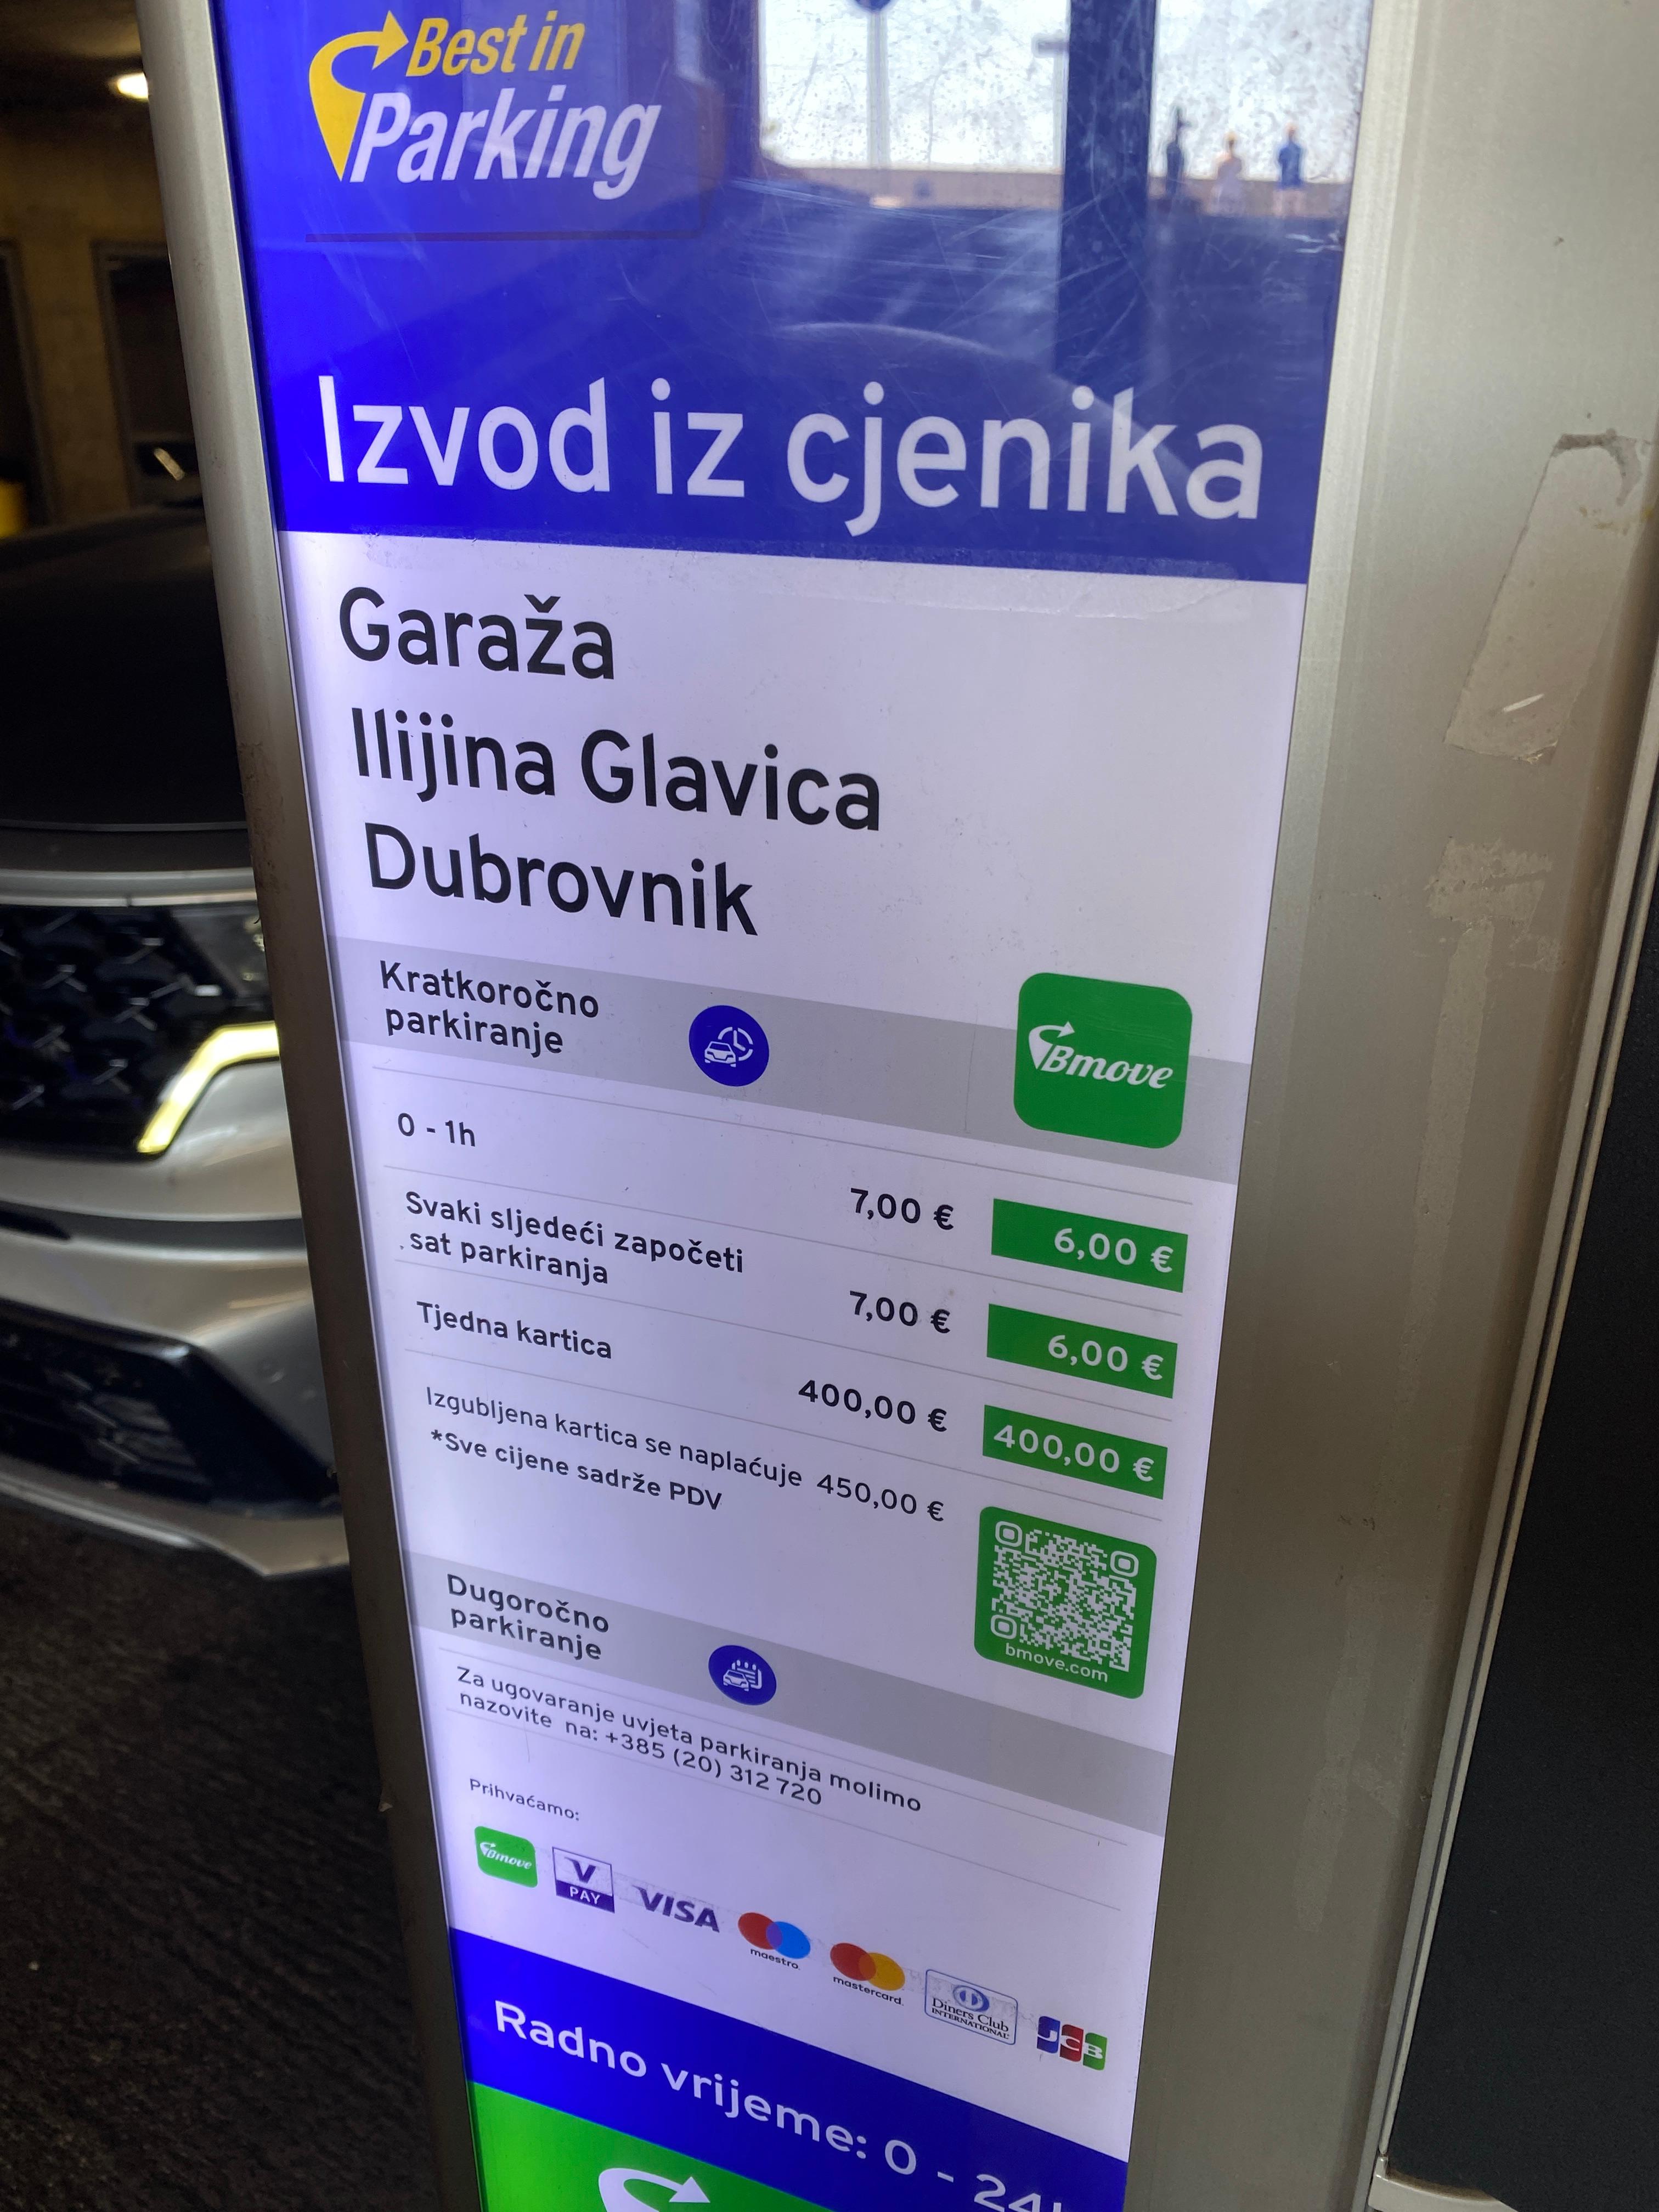 Best in
Parking
Izvod iz cjenika
Garaža
Ilijina Glavica
Dubrovnik
Kratkoročno
parkiranje
Bmove
0 - 1h
7,00 €
6,00 €
Svaki sljedeći započeti
sat parkiranja
7,00 €
6,00 €
Tjedna kartica
400,00 €
400,00 €
Izgubljena kartica se naplaćuje 450,00 €
*Sve cijene sadrže PDV
bmove.com
Dugoročno
parkiranje
Za ugovaranje uvjeta parkiranja molimo
nazovite na: +385 (20) 312 720
Prihvaćamo:
Bmove
V
PAY
VISA
maestro.
mastercard.
Diners Club
INTERNATIONAL
JCB
Radno vrijeme: 0 - 24h